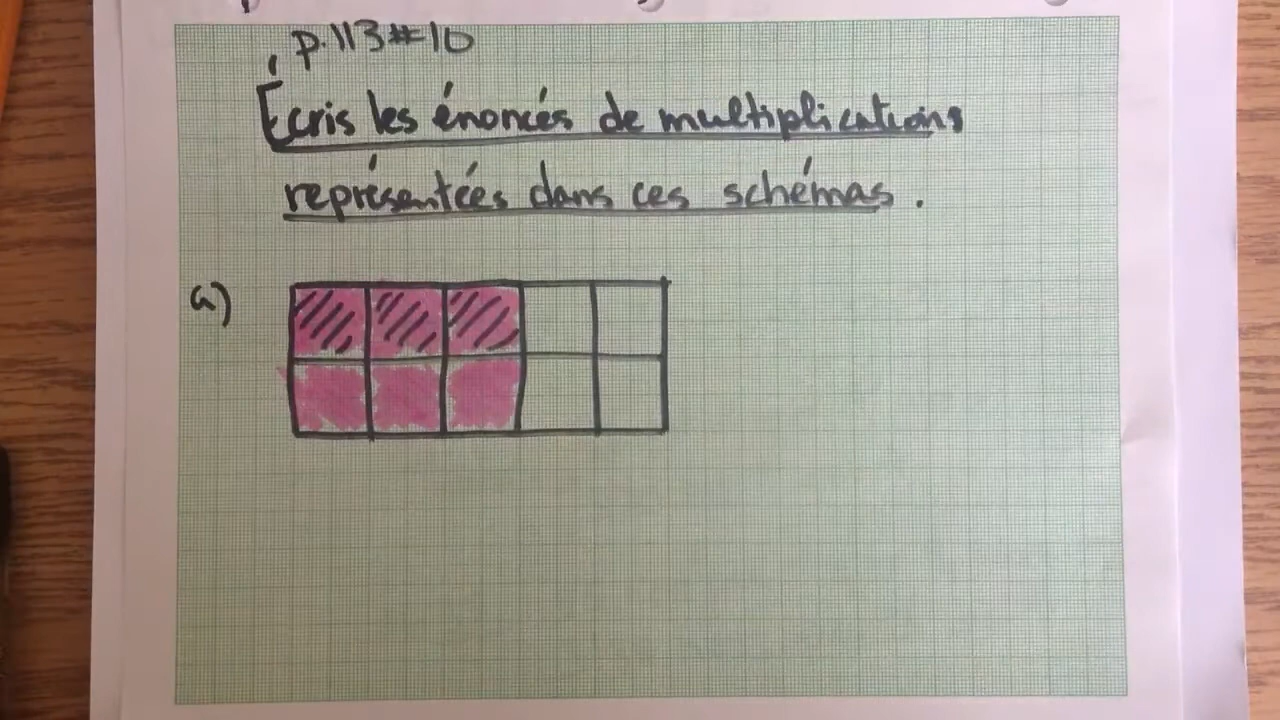 p.113#10
Écris les énoncés de multiplications
représentées dans ces schémas.
a)